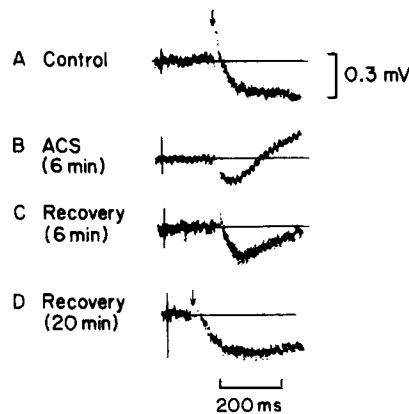 A Control
0.3 mV
B ACS
(6 min)
C Recovery
(6 min)
D Recovery
(20 min)
200 ms